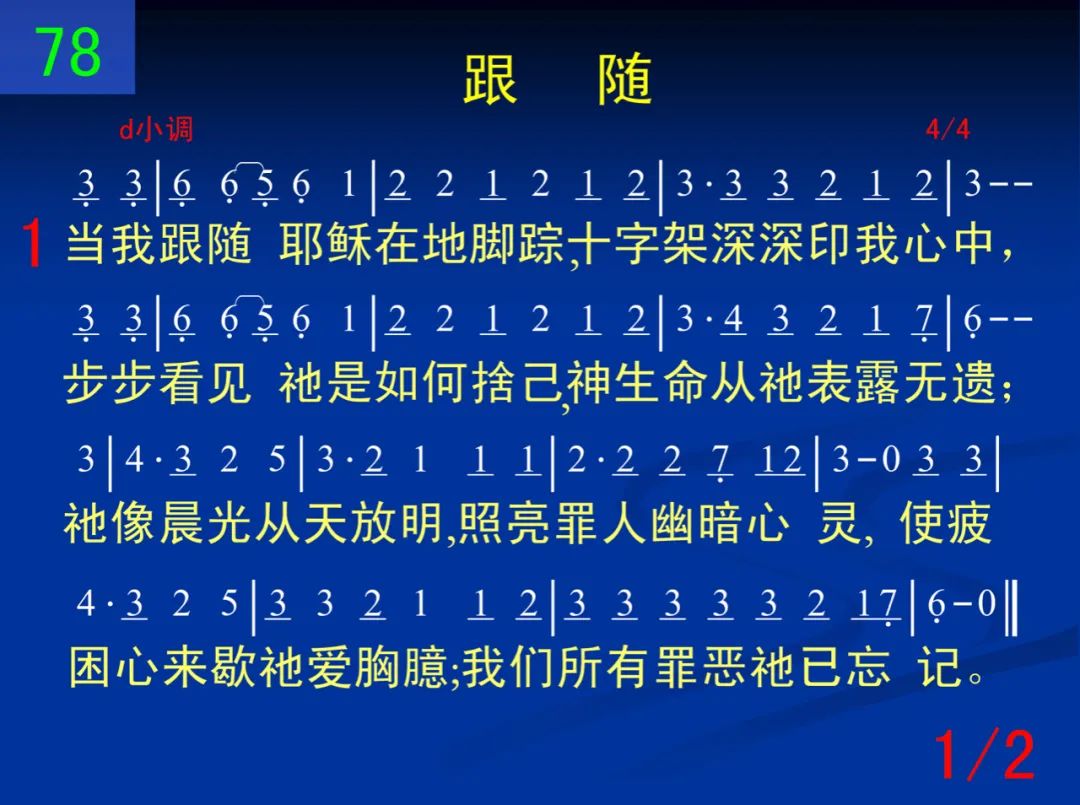 78
跟 随
d小调 4/4
3 3|6 6 5 6 1|2 2 1 2 1 2|3·3 3 2 1 2|3--
1 当我跟随 耶稣在地脚踪,十字架深深印我心中，
3 3|6 6 5 6 1|2 2 1 2 1 2|3·4 3 2 1 7|6--
步步看见 祂是如何捨己,神生命从祂表露无遗；
3|4·3 2 5|3·2 1 1 1|2·2 2 7 12|3-0 3 3|
祂像晨光从天放明,照亮罪人幽暗心 灵, 使疲
4·3 2 5|3 3 2 1 1 2|3 3 3 3 3 2 17|6-0‖
困心来歇祂爱胸臆;我们所有罪恶祂已忘 记。
1/2